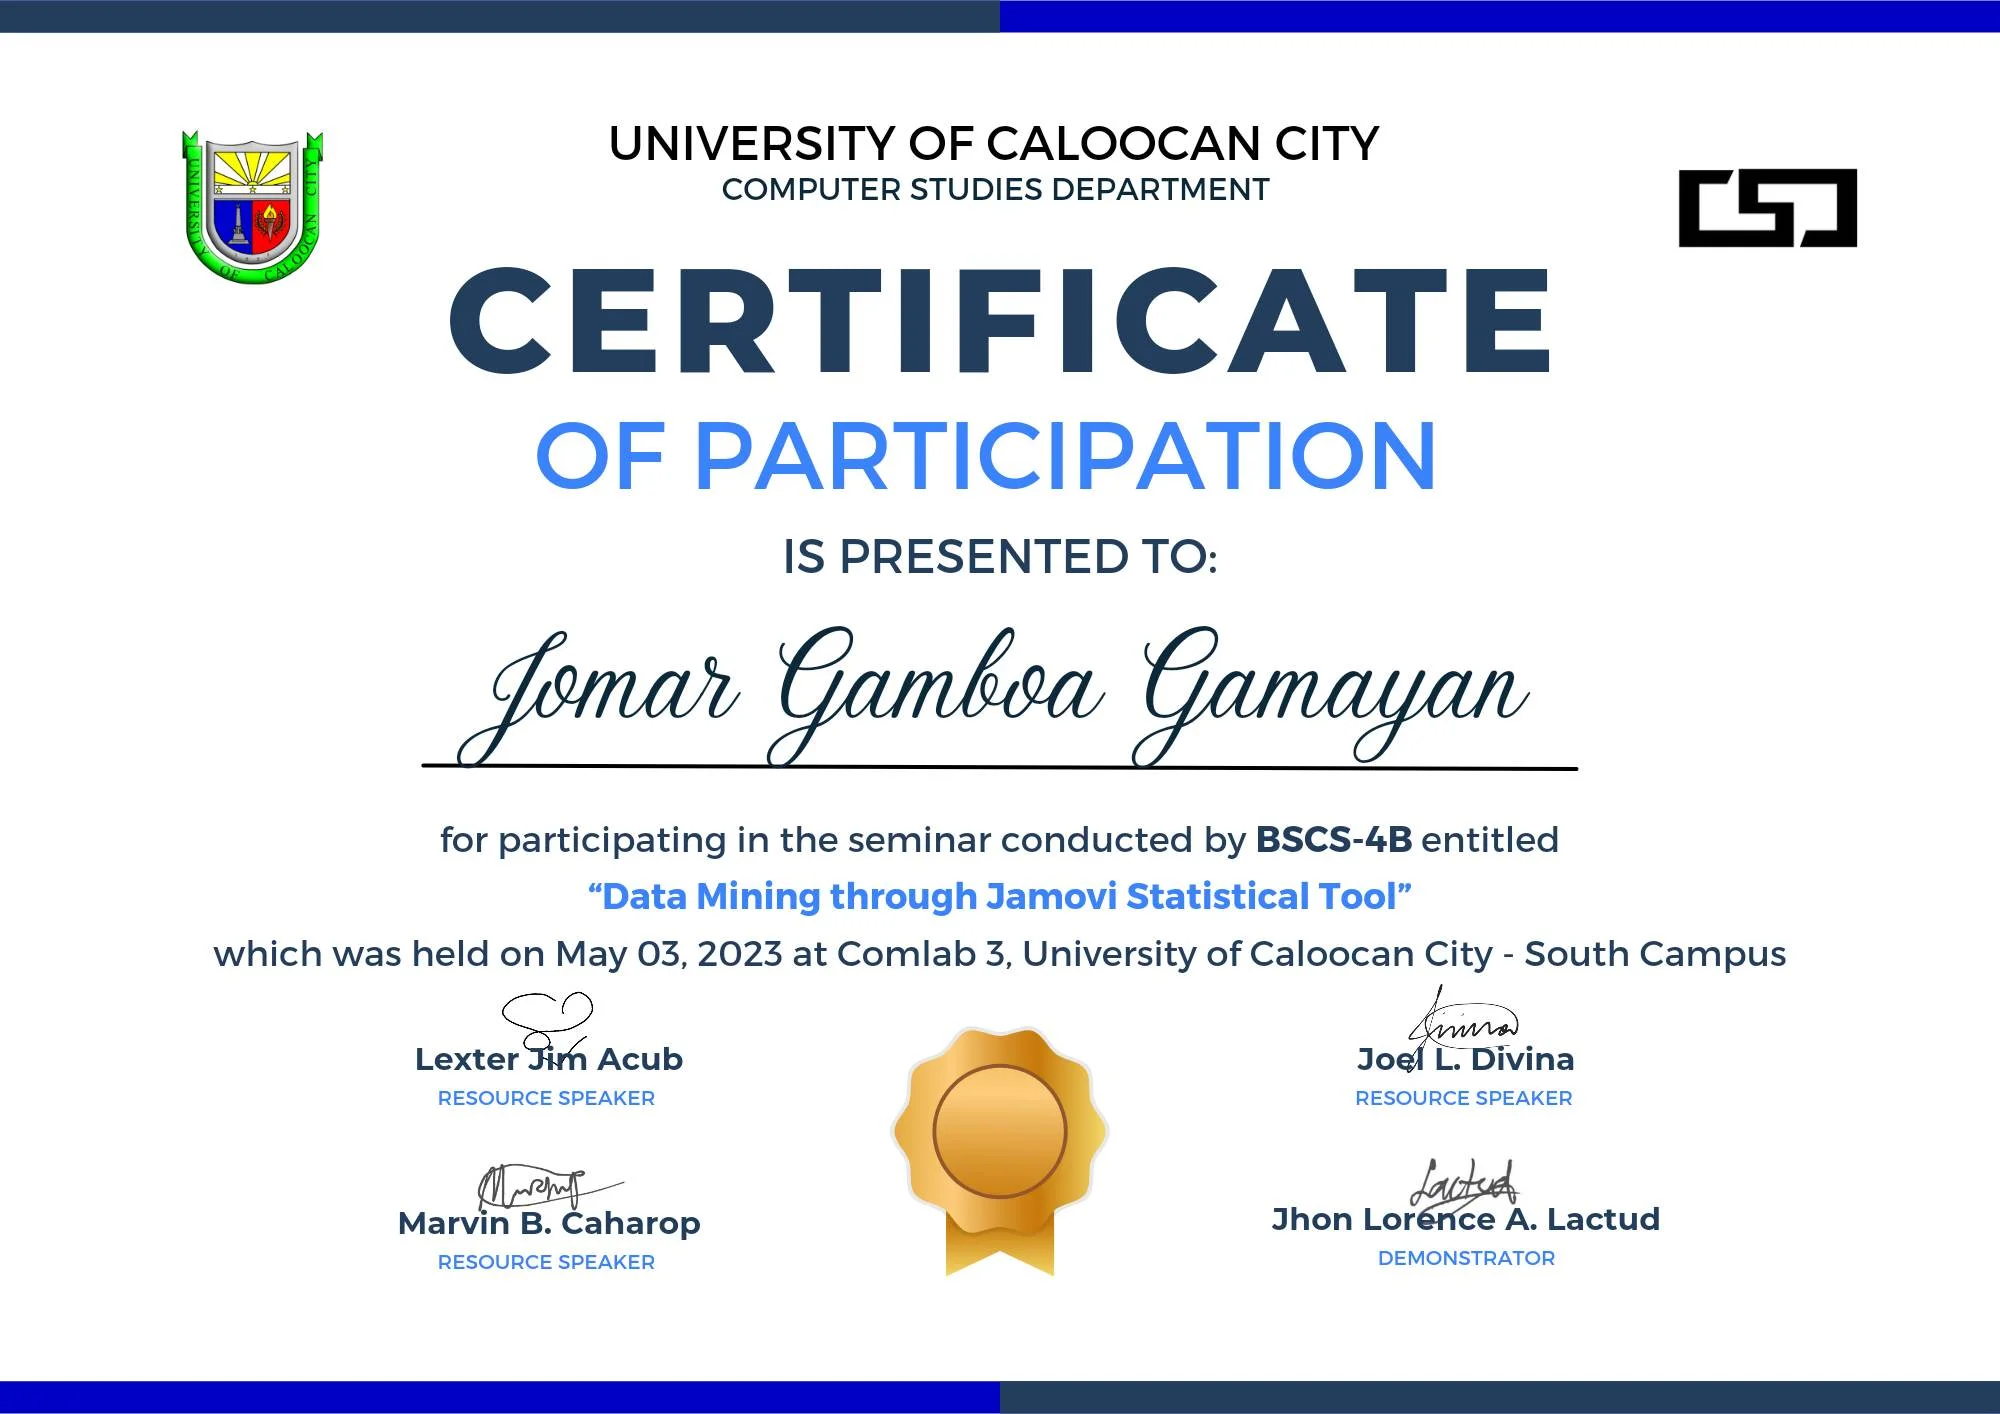 UNIVERSITY OF CALOOCAN CITY
COMPUTER STUDIES DEPARTMENT
UNIVERSITY OF CALOOCAN CITY
CSD
CERTIFICATE
OF PARTICIPATION
IS PRESENTED TO:
Jomar Gamboa Gamayan
for participating in the seminar conducted by BSCS-4B entitled
“Data Mining through Jamovi Statistical Tool”
which was held on May 03, 2023 at Comlab 3, University of Caloocan City - South Campus
Lexter Jim Acub
RESOURCE SPEAKER
Joel L. Divina
RESOURCE SPEAKER
Marvin B. Caharop
RESOURCE SPEAKER
Lactud
Jhon Lorence A. Lactud
DEMONSTRATOR